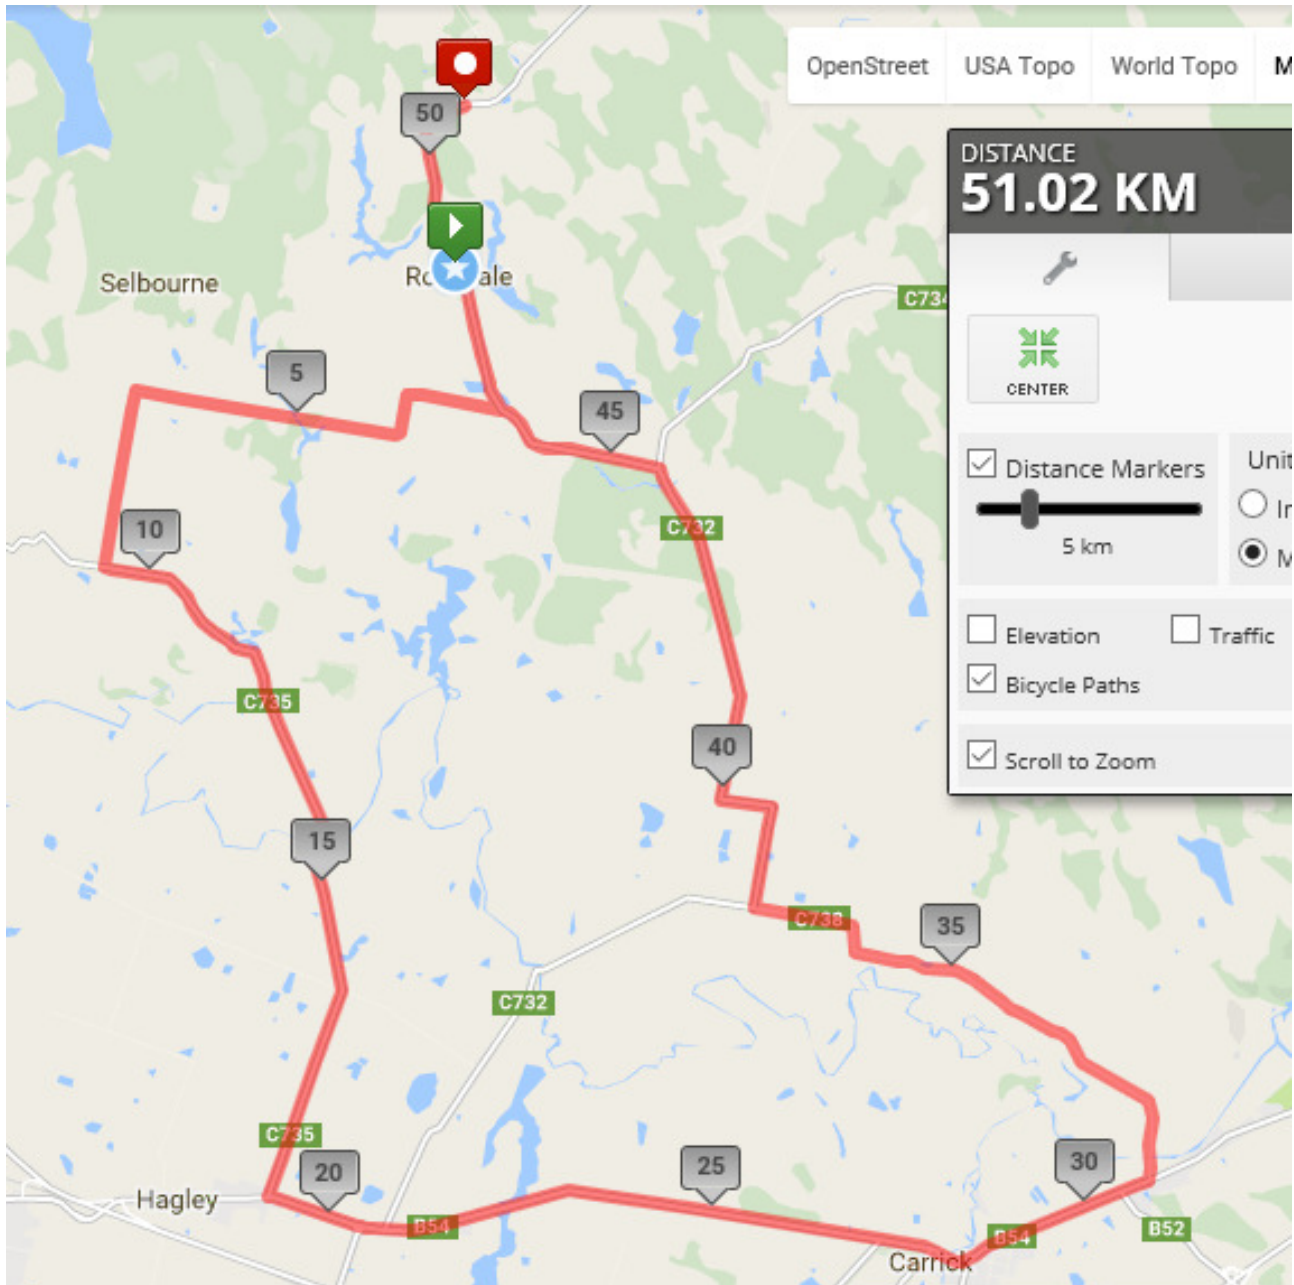 OpenStreet USA Topo World Topo M
DISTANCE
51.02 KM
CENTER
Distance Markers
5 km
Unit
M
Elevation
Traffic
Bicycle Paths
Scroll to Zoom
50
Selbourne
C734
5
45
10
C732
C735
40
15
C738
35
C732
C735
20
25
30
Hagley
B54
B54
B52
Carrick